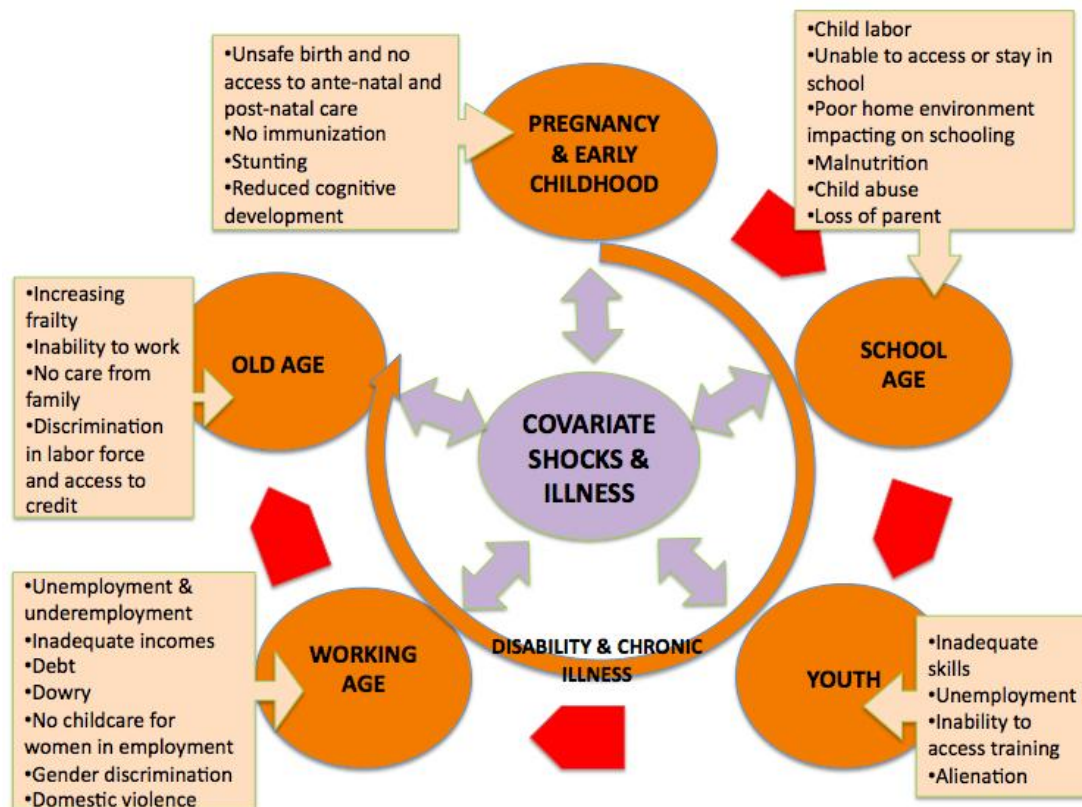 •Unsafe birth and no
access to ante-natal and
post-natal care
•No immunization
•Stunting
•Reduced cognitive
development
PREGNANCY
& EARLY
CHILDHOOD
•Child labor
•Unable to access or stay in
school
•Poor home environment
impacting on schooling
•Malnutrition
•Child abuse
•Loss of parent
SCHOOL
AGE
•Increasing
frailty
•Inability to work
•No care from
family
•Discrimination
in labor force
and access to
credit
OLD AGE
COVARIATE
SHOCKS &
ILLNESS
•Unemployment &
underemployment
•Inadequate incomes
•Debt
•Dowry
•No childcare for
women in employment
•Gender discrimination
•Domestic violence
WORKING
AGE
DISABILITY & CHRONIC
ILLNESS
YOUTH
•Inadequate
skills
•Unemployment
•Inability to
access training
•Alienation